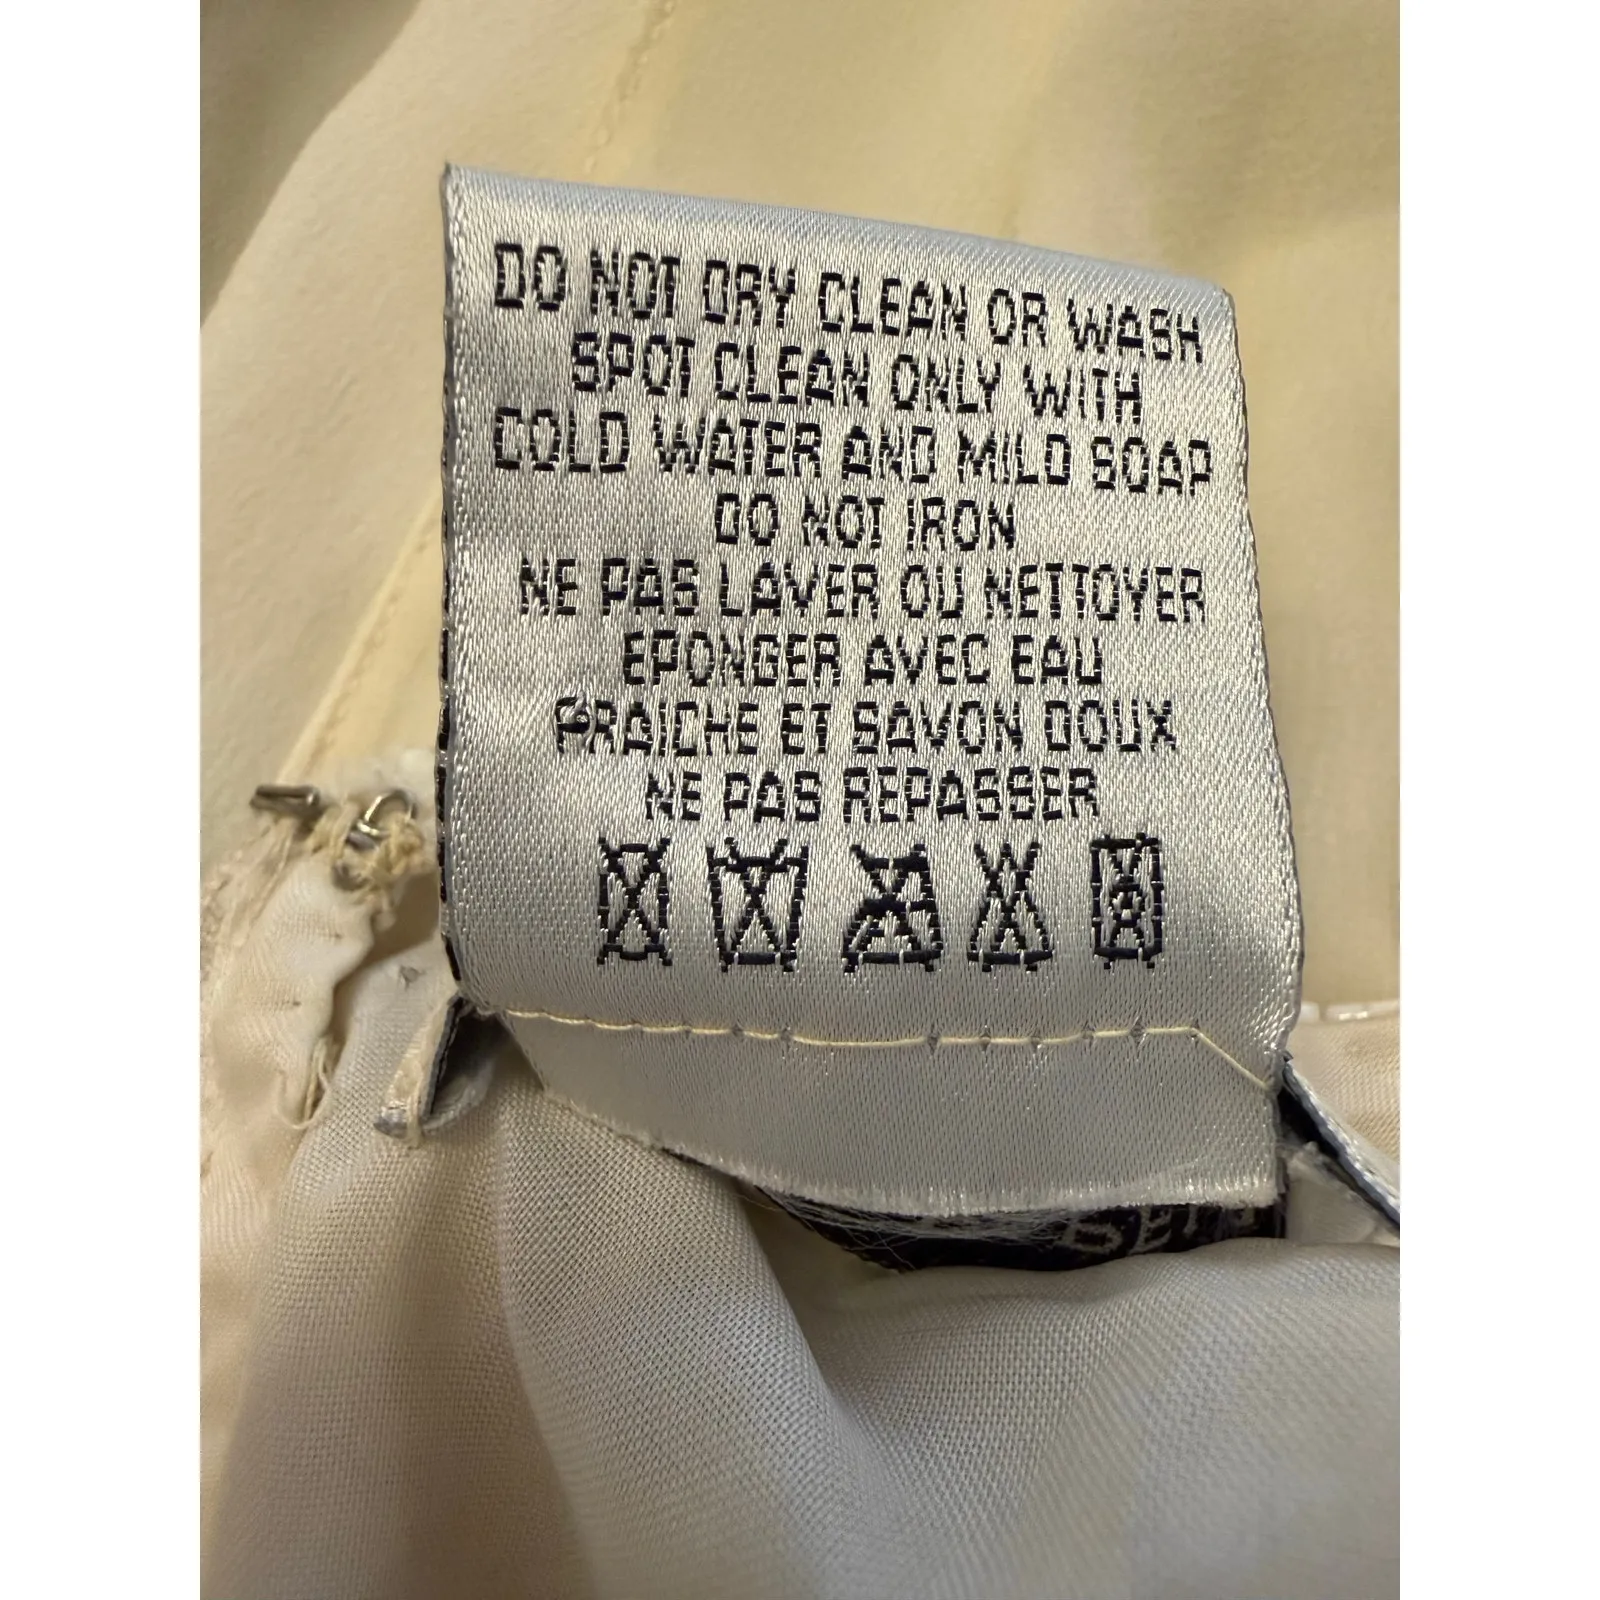 DO NOT DRY CLEAN OR WASH
SPOT CLEAN ONLY WITH
COLD WATER AND MILD SOAP
DO NOT IRON
NE PAS LAVER OU NETTOYER
EPONGER AVEC EAU
FRAICHE ET SAVON DOUX
NE PAS REPASSER